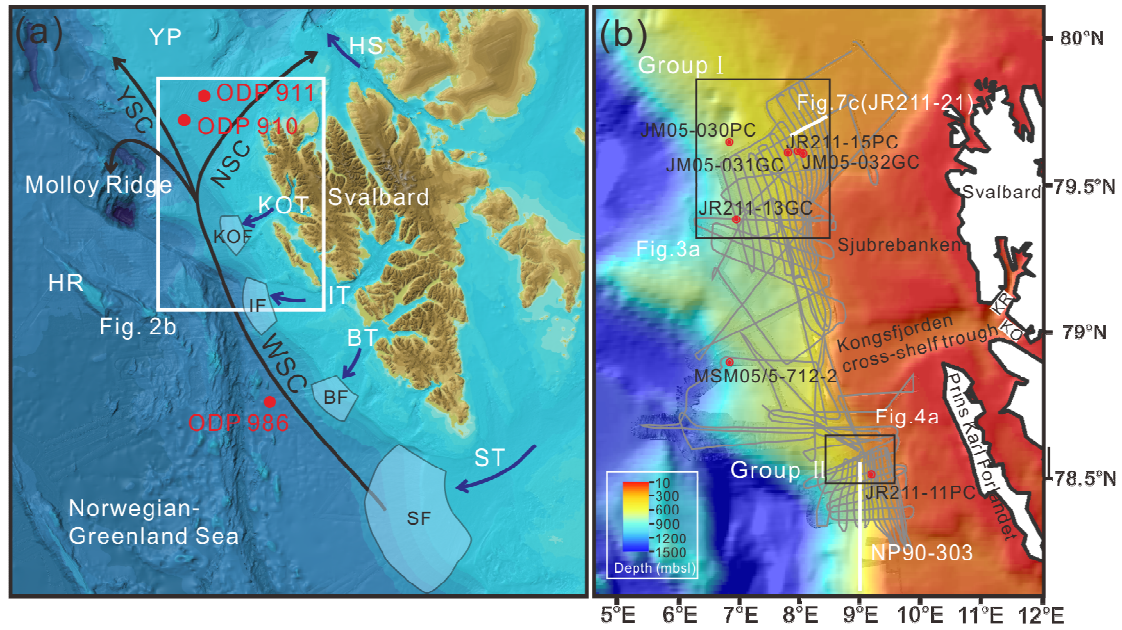 (a)
YP
HS
ODP 911
YSC
ODP 910
NSC
Molloy Ridge
KOT
Svalbard
KOF
HR
IT
IF
Fig. 2b
BT
WSC
BF
ODP 986
ST
SF
Norwegian-
Greenland Sea
(b)
Group I
Fig.7c(JR211-21)
JM05-030PC
JR211-15PC
JM05-031GC
JM05-032GC
JR211-13GC
Fig.3a
Sjubrebanken
Svalbard
KR
KO
Kongsfjorden
cross-shelf trough
MSM05/5-712-2
Prins Karl Forlandet
Fig.4a
Group II
JR211-11PC
NP90-303
10
300
600
900
1200
1500
Depth (mbsl)
80°N
79.5°N
79°N
78.5°N
5°E 6°E 7°E 8°E 9°E 10°E 11°E 12°E